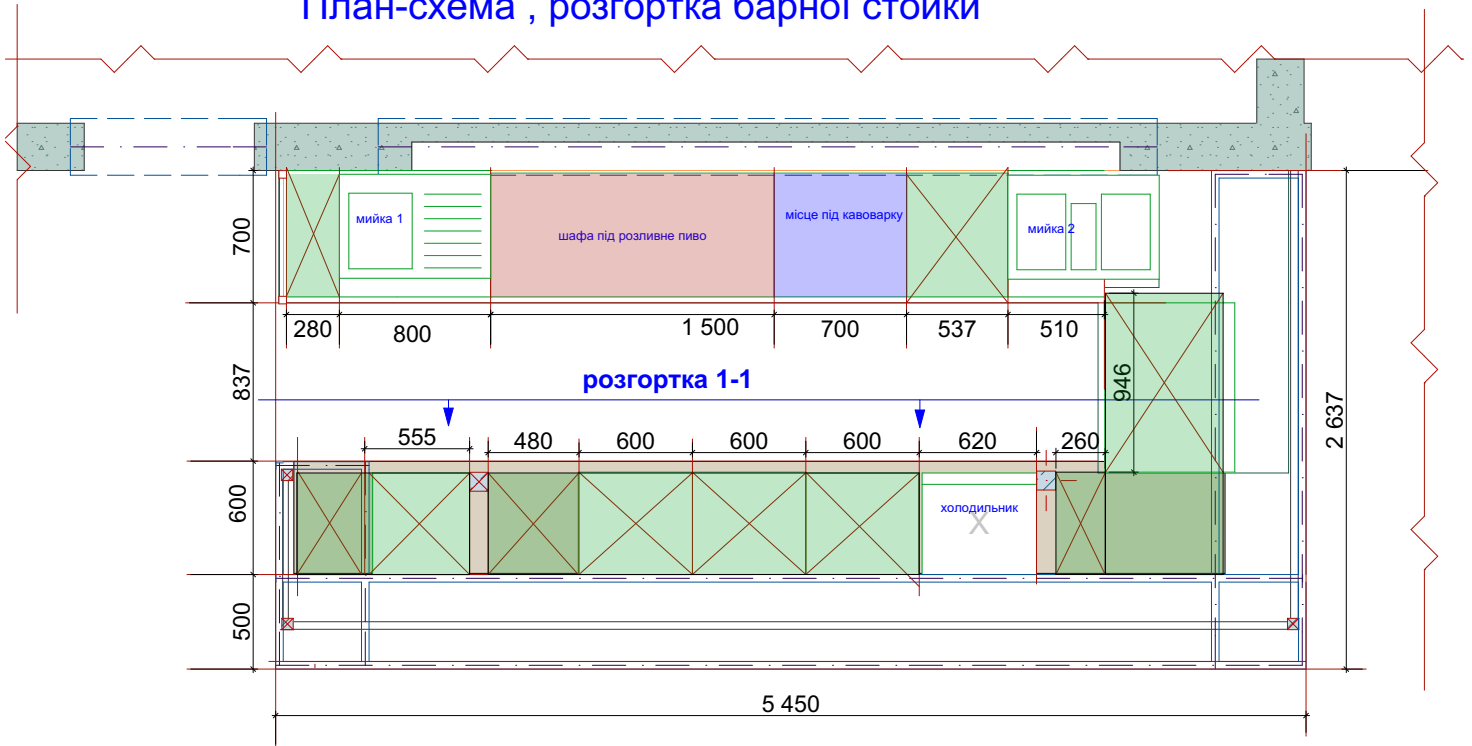 План-схема , розгортка барної стойки
мийка 1
шафа під розливне пиво
місце під каворарку
мийка 2
700
280
800
1 500
700
537
510
837
розгортка 1-1
946
2 637
555
480
600
600
600
620
260
600
холодильник
X
500
5 450